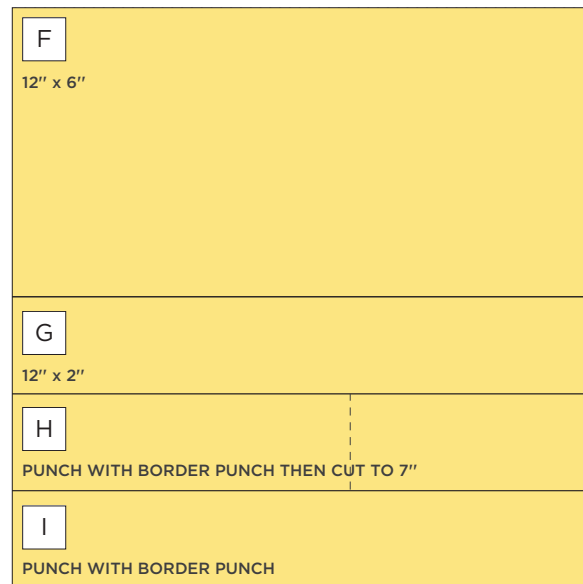 F
12" x 6"
G
12" x 2"
H
PUNCH WITH BORDER PUNCH THEN CUT TO 7"
I
PUNCH WITH BORDER PUNCH